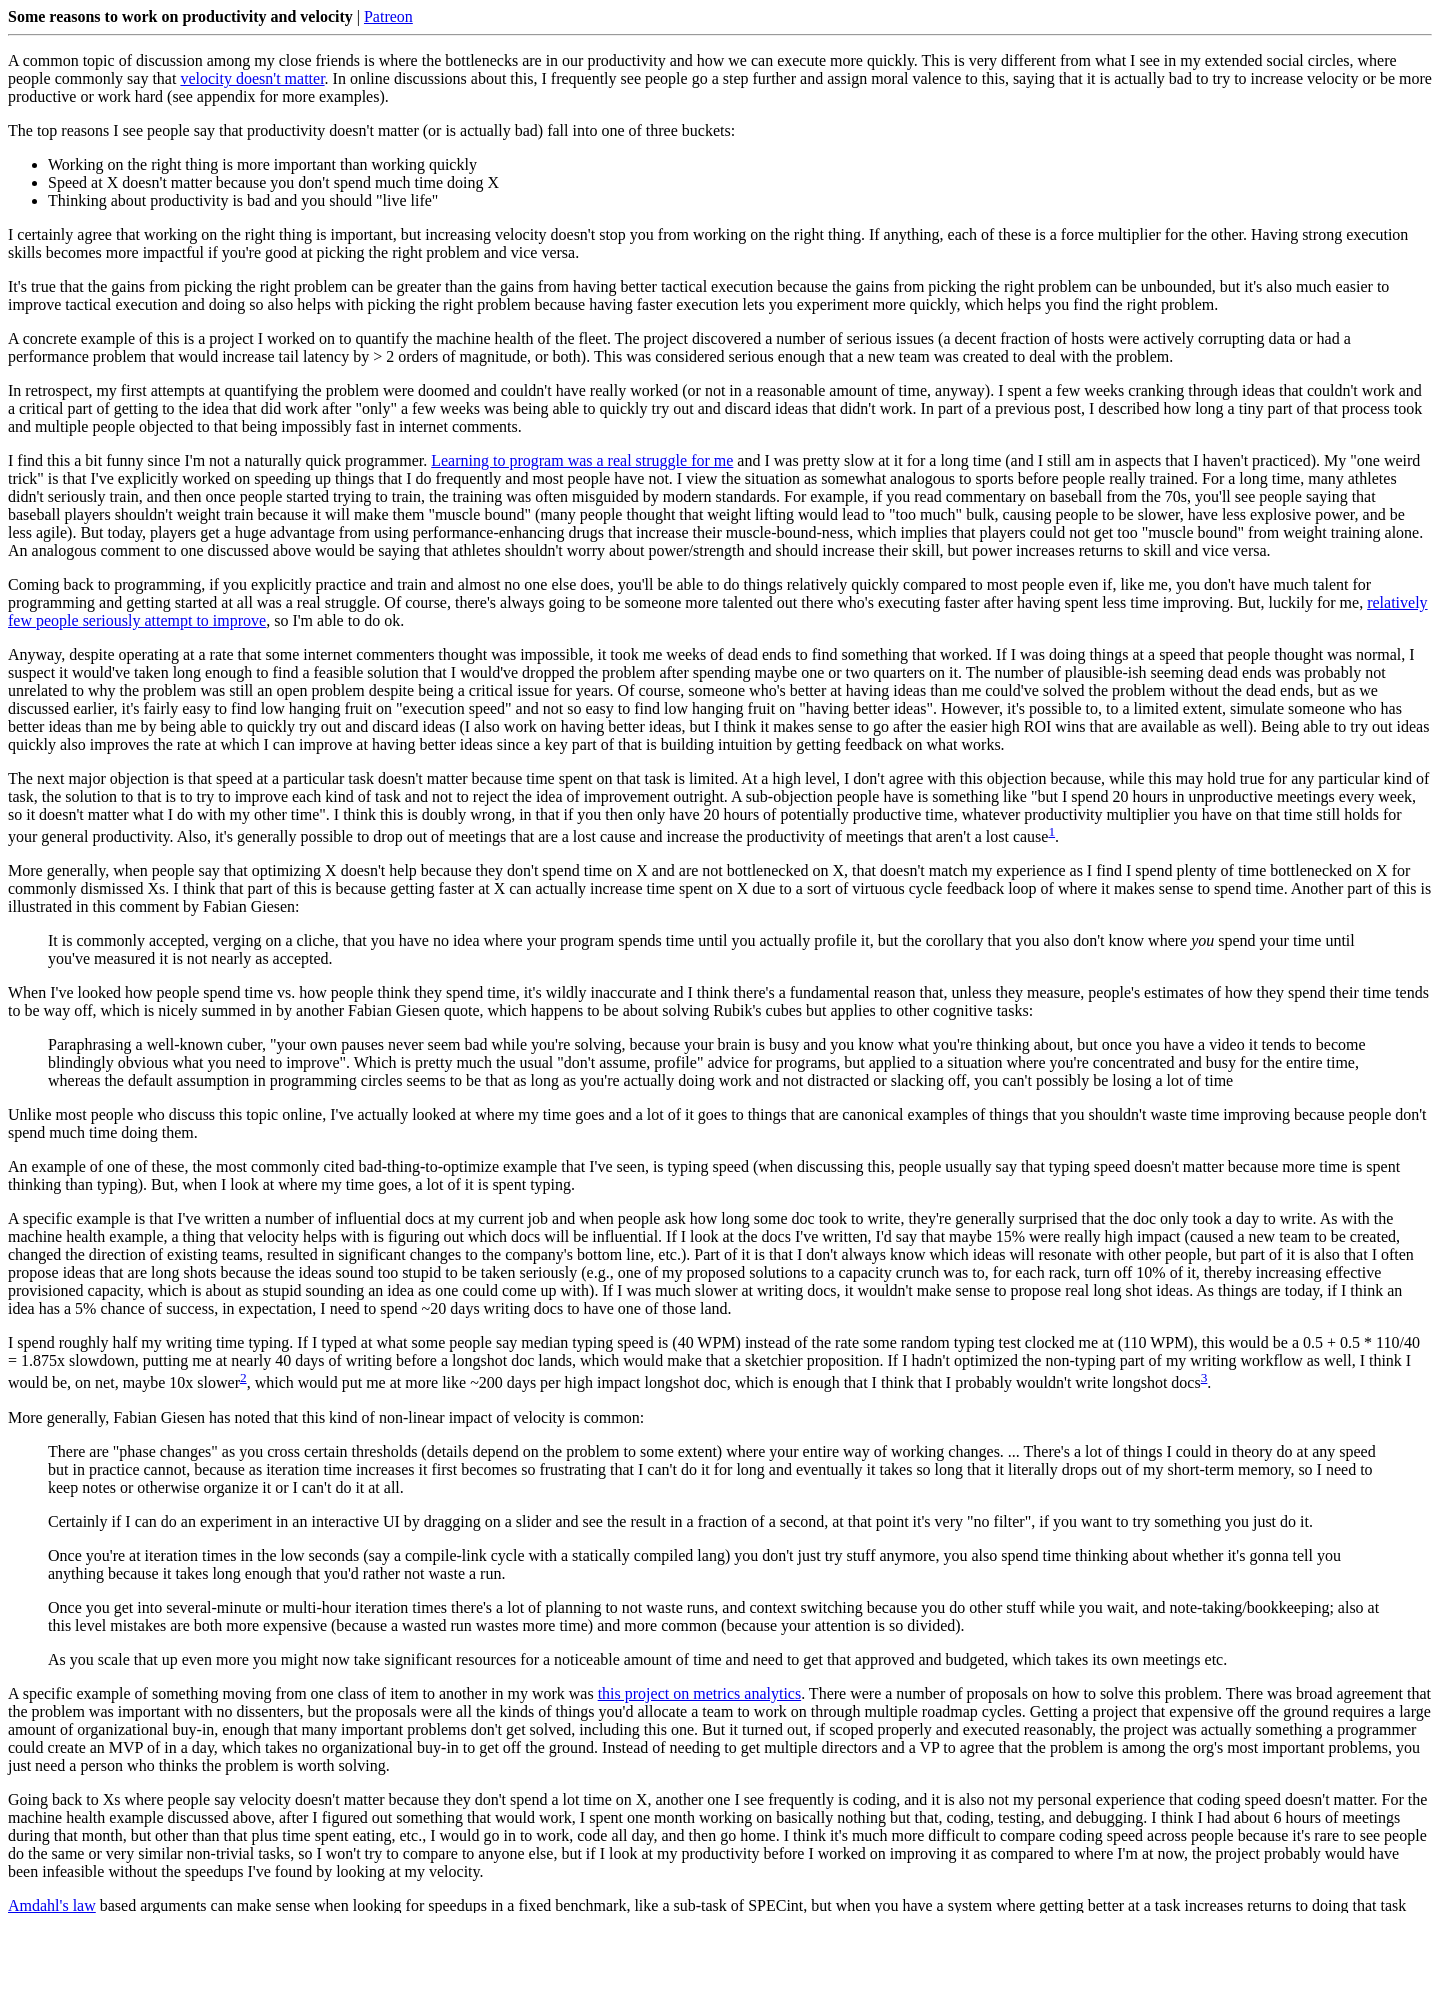 Some reasons to work on productivity and velocity | Patreon
A common topic of discussion among my close friends is where the bottlenecks are in our productivity and how we can execute more quickly. This is very different from what I see in my extended social circles, where
people commonly say that velocity doesn't matter. In online discussions about this, I frequently see people go a step further and assign moral valence to this, saying that it is actually bad to try to increase velocity or be more
productive or work hard (see appendix for more examples).
The top reasons I see people say that productivity doesn't matter (or is actually bad) fall into one of three buckets:
• Working on the right thing is more important than working quickly
• Speed at X doesn't matter because you don't spend much time doing X
• Thinking about productivity is bad and you should "live life"
I certainly agree that working on the right thing is important, but increasing velocity doesn't stop you from working on the right thing. If anything, each of these is a force multiplier for the other. Having strong execution
skills becomes more impactful if you're good at picking the right problem and vice versa.
It's true that the gains from picking the right problem can be greater than the gains from having better tactical execution because the gains from picking the right problem can be unbounded, but it's also much easier to
improve tactical execution and doing so also helps with picking the right problem because having faster execution lets you experiment more quickly, which helps you find the right problem.
A concrete example of this is a project I worked on to quantify the machine health of the fleet. The project discovered a number of serious issues (a decent fraction of hosts were actively corrupting data or had a
performance problem that would increase tail latency by > 2 orders of magnitude, or both). This was considered serious enough that a new team was created to deal with the problem.
In retrospect, my first attempts at quantifying the problem were doomed and couldn't have really worked (or not in a reasonable amount of time, anyway). I spent a few weeks cranking through ideas that couldn't work and
a critical part of getting to the idea that did work after "only" a few weeks was being able to quickly try out and discard ideas that didn't work. In part of a previous post, I described how long a tiny part of that process took
and multiple people objected to that being impossibly fast in internet comments.
I find this a bit funny since I'm not a naturally quick programmer. Learning to program was a real struggle for me and I was pretty slow at it for a long time (and I still am in aspects that I haven't practiced). My "one weird
trick" is that I've explicitly worked on speeding up things that I do frequently and most people have not. I view the situation as somewhat analogous to sports before people really trained. For a long time, many athletes
didn't seriously train, and then once people started trying to train, the training was often misguided by modern standards. For example, if you read commentary on baseball from the 70s, you'll see people saying that
baseball players shouldn't weight train because it will make them "muscle bound" (many people thought that weight lifting would lead to "too much" bulk, causing people to be slower, have less explosive power, and be
less agile). But today, players get a huge advantage from using performance-enhancing drugs that increase their muscle-bound-ness, which implies that players could not get too "muscle bound" from weight training alone.
An analogous comment to one discussed above would be saying that athletes shouldn't worry about power/strength and should increase their skill, but power increases returns to skill and vice versa.
Coming back to programming, if you explicitly practice and train and almost no one else does, you'll be able to do things relatively quickly compared to most people even if, like me, you don't have much talent for
programming and getting started at all was a real struggle. Of course, there's always going to be someone more talented out there who's executing faster after having spent less time improving. But, luckily for me, relatively
few people seriously attempt to improve, so I'm able to do ok.
Anyway, despite operating at a rate that some internet commenters thought was impossible, it took me weeks of dead ends to find something that worked. If I was doing things at a speed that people thought was normal, I
suspect it would've taken long enough to find a feasible solution that I would've dropped the problem after spending maybe one or two quarters on it. The number of plausible-ish seeming dead ends was probably not
unrelated to why the problem was still an open problem despite being a critical issue for years. Of course, someone who's better at having ideas than me could've solved the problem without the dead ends, but as we
discussed earlier, it's fairly easy to find low hanging fruit on "execution speed" and not so easy to find low hanging fruit on "having better ideas". However, it's possible to, to a limited extent, simulate someone who has
better ideas than me by being able to quickly try out and discard ideas (I also work on having better ideas, but I think it makes sense to go after the easier high ROI wins that are available as well). Being able to try out ideas
quickly also improves the rate at which I can improve at having better ideas since a key part of that is building intuition by getting feedback on what works.
The next major objection is that speed at a particular task doesn't matter because time spent on that task is limited. At a high level, I don't agree with this objection because, while this may hold true for any particular kind of
task, the solution to that is to try to improve each kind of task and not to reject the idea of improvement outright. A sub-objection people have is something like "but I spend 20 hours in unproductive meetings every week,
so it doesn't matter what I do with my other time". I think this is doubly wrong, in that if you then only have 20 hours of potentially productive time, whatever productivity multiplier you have on that time still holds for
your general productivity. Also, it's generally possible to drop out of meetings that are a lost cause and increase the productivity of meetings that aren't a lost cause1.
More generally, when people say that optimizing X doesn't help because they don't spend time on X and are not bottlenecked on X, that doesn't match my experience as I find I spend plenty of time bottlenecked on X for
commonly dismissed Xs. I think that part of this is because getting faster at X can actually increase time spent on X due to a sort of virtuous cycle feedback loop of where it makes sense to spend time. Another part of this is
illustrated in this comment by Fabian Giesen:
It is commonly accepted, verging on a cliche, that you have no idea where your program spends time until you actually profile it, but the corollary that you also don't know where you spend your time until
you've measured it is not nearly as accepted.
When I've looked how people spend time vs. how people think they spend time, it's wildly inaccurate and I think there's a fundamental reason that, unless they measure, people's estimates of how they spend their time tends
to be way off, which is nicely summed in by another Fabian Giesen quote, which happens to be about solving Rubik's cubes but applies to other cognitive tasks:
Paraphrasing a well-known cuber, "your own pauses never seem bad while you're solving, because your brain is busy and you know what you're thinking about, but once you have a video it tends to become
blindingly obvious what you need to improve". Which is pretty much the usual "don't assume, profile" advice for programs, but applied to a situation where you're concentrated and busy for the entire time,
whereas the default assumption in programming circles seems to be that as long as you're actually doing work and not distracted or slacking off, you can't possibly be losing a lot of time
Unlike most people who discuss this topic online, I've actually looked at where my time goes and a lot of it goes to things that are canonical examples of things that you shouldn't waste time improving because people don't
spend much time doing them.
An example of one of these, the most commonly cited bad-thing-to-optimize example that I've seen, is typing speed (when discussing this, people usually say that typing speed doesn't matter because more time is spent
thinking than typing). But, when I look at where my time goes, a lot of it is spent typing.
A specific example is that I've written a number of influential docs at my current job and when people ask how long some doc took to write, they're generally surprised that the doc only took a day to write. As with the
machine health example, a thing that velocity helps with is figuring out which docs will be influential. If I look at the docs I've written, I'd say that maybe 15% were really high impact (caused a new team to be created,
changed the direction of existing teams, resulted in significant changes to the company's bottom line, etc.). Part of it is that I don't always know which ideas will resonate with other people, but part of it is also that I often
propose ideas that are long shots because the ideas sound too stupid to be taken seriously (e.g., one of my proposed solutions to a capacity crunch was to, for each rack, turn off 10% of it, thereby increasing effective
provisioned capacity, which is about as stupid sounding an idea as one could come up with). If I was much slower at writing docs, it wouldn't make sense to propose real long shot ideas. As things are today, if I think an
idea has a 5% chance of success, in expectation, I need to spend ~20 days writing docs to have one of those land.
I spend roughly half my writing time typing. If I typed at what some people say median typing speed is (40 WPM) instead of the rate some random typing test clocked me at (110 WPM), this would be a 0.5 + 0.5 * 110/40
= 1.875x slowdown, putting me at nearly 40 days of writing before a longshot doc lands, which would make that a sketchier proposition. If I hadn't optimized the non-typing part of my writing workflow as well, I think I
would be, on net, maybe 10x slower2, which would put me at more like ~200 days per high impact longshot doc, which is enough that I think that I probably wouldn't write longshot docs3.
More generally, Fabian Giesen has noted that this kind of non-linear impact of velocity is common:
There are "phase changes" as you cross certain thresholds (details depend on the problem to some extent) where your entire way of working changes. ... There's a lot of things I could in theory do at any speed
but in practice cannot, because as iteration time increases it first becomes so frustrating that I can't do it for long and eventually it takes so long that it literally drops out of my short-term memory, so I need to
keep notes or otherwise organize it or I can't do it at all.
Certainly if I can do an experiment in an interactive UI by dragging on a slider and see the result in a fraction of a second, at that point it's very "no filter", if you want to try something you just do it.
Once you're at iteration times in the low seconds (say a compile-link cycle with a statically compiled lang) you don't just try stuff anymore, you also spend time thinking about whether it's gonna tell you
anything because it takes long enough that you'd rather not waste a run.
Once you get into several-minute or multi-hour iteration times there's a lot of planning to not waste runs, and context switching because you do other stuff while you wait, and note-taking/bookkeeping; also at
this level mistakes are both more expensive (because a wasted run wastes more time) and more common (because your attention is so divided).
As you scale that up even more you might now take significant resources for a noticeable amount of time and need to get that approved and budgeted, which takes its own meetings etc.
A specific example of something moving from one class of item to another in my work was this project on metrics analytics. There were a number of proposals on how to solve this problem. There was broad agreement that
the problem was important with no dissenters, but the proposals were all the kinds of things you'd allocate a team to work on through multiple roadmap cycles. Getting a project that expensive off the ground requires a large
amount of organizational buy-in, enough that many important problems don't get solved, including this one. But it turned out, if scoped properly and executed reasonably, the project was actually something a programmer
could create an MVP of in a day, which takes no organizational buy-in to get off the ground. Instead of needing to get multiple directors and a VP to agree that the problem is among the org's most important problems, you
just need a person who thinks the problem is worth solving.
Going back to Xs where people say velocity doesn't matter because they don't spend a lot time on X, another one I see frequently is coding, and it is also not my personal experience that coding speed doesn't matter. For the
machine health example discussed above, after I figured out something that would work, I spent one month working on basically nothing but that, coding, testing, and debugging. I think I had about 6 hours of meetings
during that month, but other than that plus time spent eating, etc., I would go in to work, code all day, and then go home. I think it's much more difficult to compare coding speed across people because it's rare to see people
do the same or very similar non-trivial tasks, so I won't try to compare to anyone else, but if I look at my productivity before I worked on improving it as compared to where I'm at now, the project probably would have
been infeasible without the speedups I've found by looking at my velocity.
Amdahl's law based arguments can make sense when looking for speedups in a fixed benchmark, like a sub-task of SPECint, but when you have a system where getting better at a task increases returns to doing that task